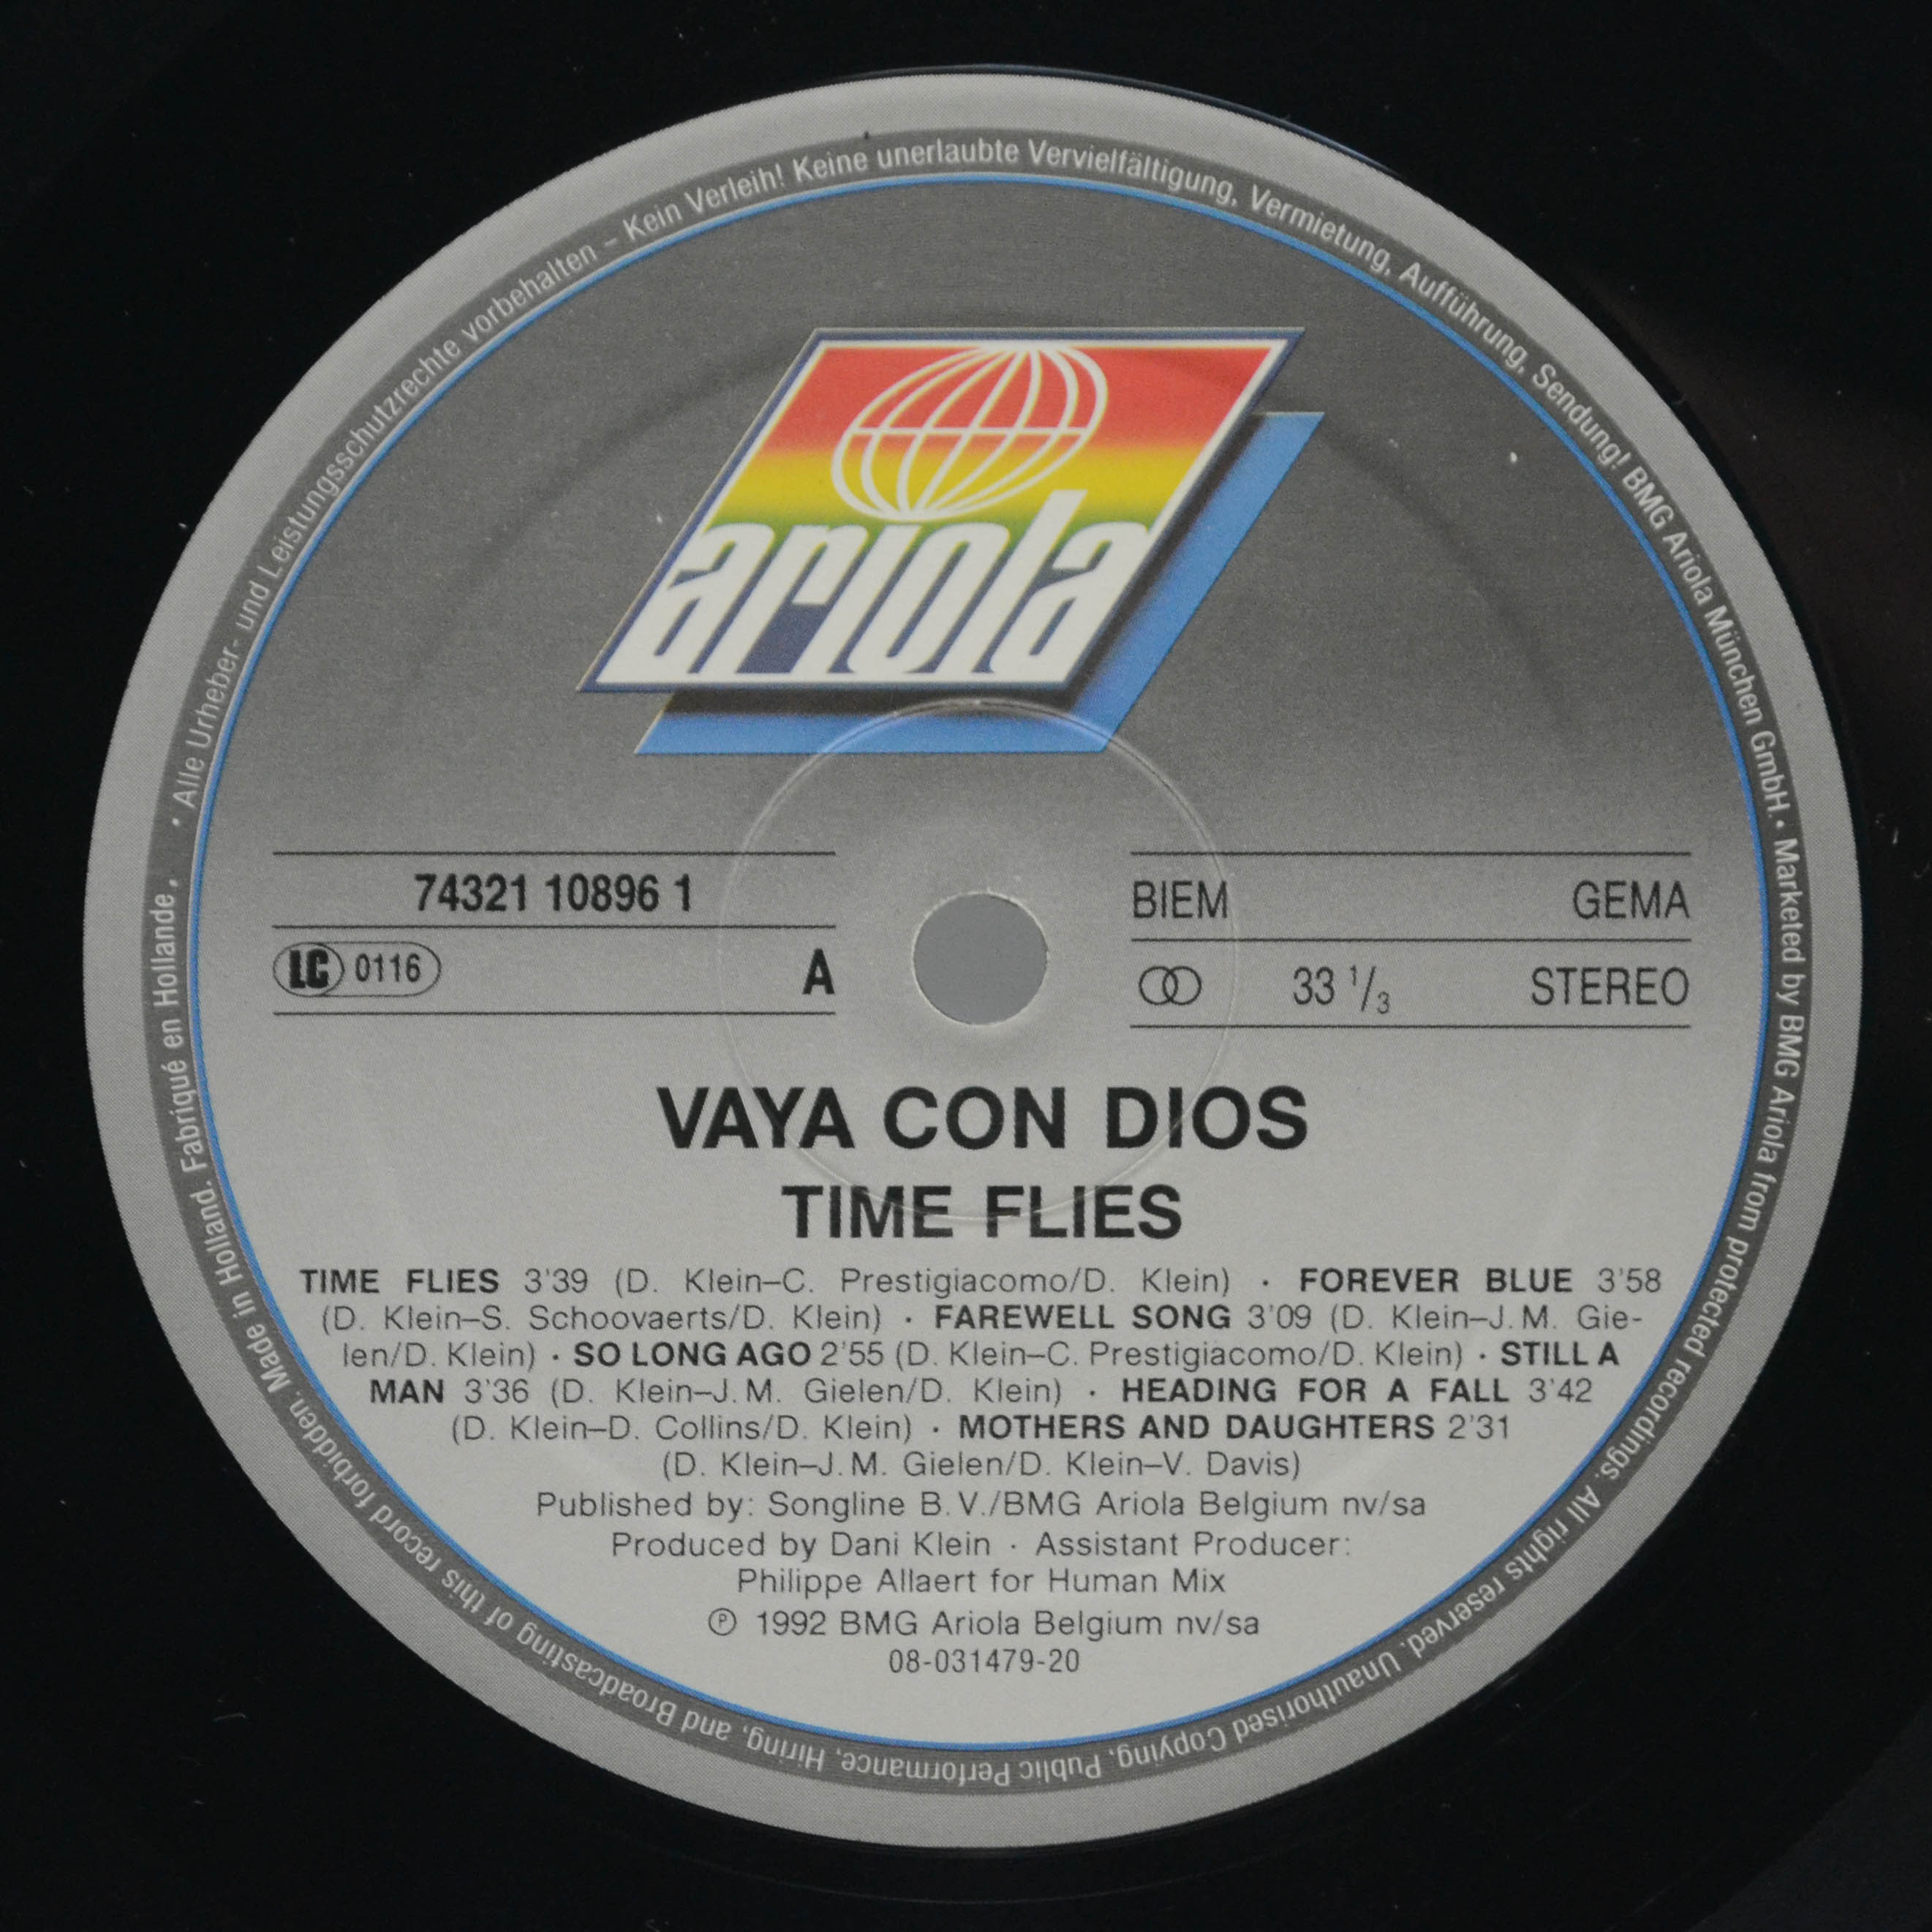 · Alle Urheber- und Leistungsschutzrechte vorbehalten – Kein Verleih! Keine unerlaubte Vervielfältigung, Vermietung, Aufführung, Sendung! BMG Ariola München GmbH. · Marketed by BMG Ariola from protected recordings. All rights reserved. Unauthorised Copying, Public Performance, Hiring, and Broadcasting of this record forbidden. Made in Holland. Fabriqué en Hollande.
ariola
74321 10896 1
LC 0116 A
BIEM GEMA
33 1/3 STEREO
VAYA CON DIOS
TIME FLIES
TIME FLIES 3'39 (D. Klein–C. Prestigiacomo/D. Klein) · FOREVER BLUE 3'58
(D. Klein–S. Schoovaerts/D. Klein) · FAREWELL SONG 3'09 (D. Klein–J.M. Gie-
len/D. Klein) · SO LONG AGO 2'55 (D. Klein–C. Prestigiacomo/D. Klein) · STILL A
MAN 3'36 (D. Klein–J.M. Gielen/D. Klein) · HEADING FOR A FALL 3'42
(D. Klein–D. Collins/D. Klein) · MOTHERS AND DAUGHTERS 2'31
(D. Klein–J.M. Gielen/D. Klein–V. Davis)
Published by: Songline B.V./BMG Ariola Belgium nv/sa
Produced by Dani Klein · Assistant Producer:
Philippe Allaert for Human Mix
℗ 1992 BMG Ariola Belgium nv/sa
08-031479-20